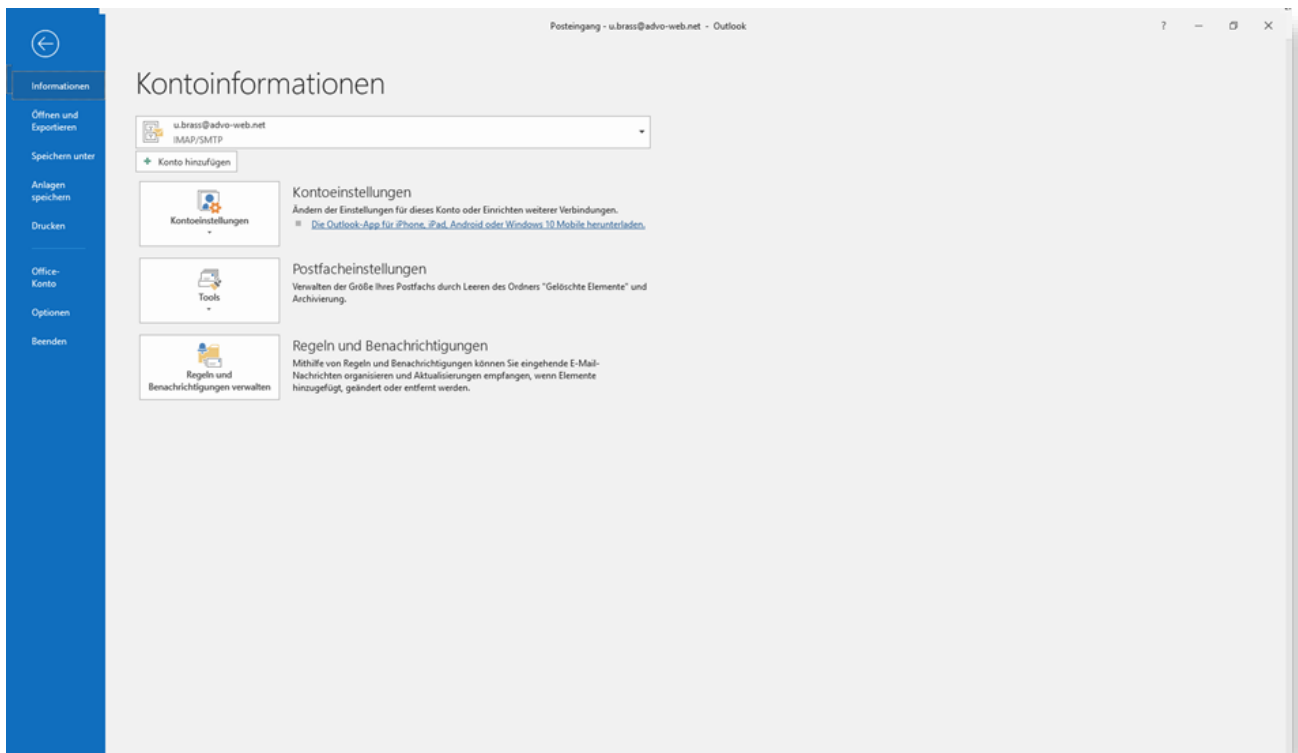 Posteingang - u.brass@advo-web.net - Outlook
?
Informationen
Öffnen und
Exportieren
Speichern unter
Anlagen
speichern
Drucken
Office-
Konto
Optionen
Beenden
Kontoinformationen
u.brass@advo-web.net
IMAP/SMTP
Konto hinzufügen
Kontoeinstellungen
Kontoeinstellungen
Ändern der Einstellungen für dieses Konto oder Einrichten weiterer Verbindungen.
Die Outlook-App für iPhone, iPad, Android oder Windows 10 Mobile herunterladen.
Tools
Postfacheinstellungen
Verwalten der Größe Ihres Postfachs durch Leeren des Ordners "Gelöschte Elemente" und
Archivierung.
Regeln und
Benachrichtigungen verwalten
Regeln und Benachrichtigungen
Mithilfe von Regeln und Benachrichtigungen können Sie eingehende E-Mail-
Nachrichten organisieren und Aktualisierungen empfangen, wenn Elemente
hinzugefügt, geändert oder entfernt werden.